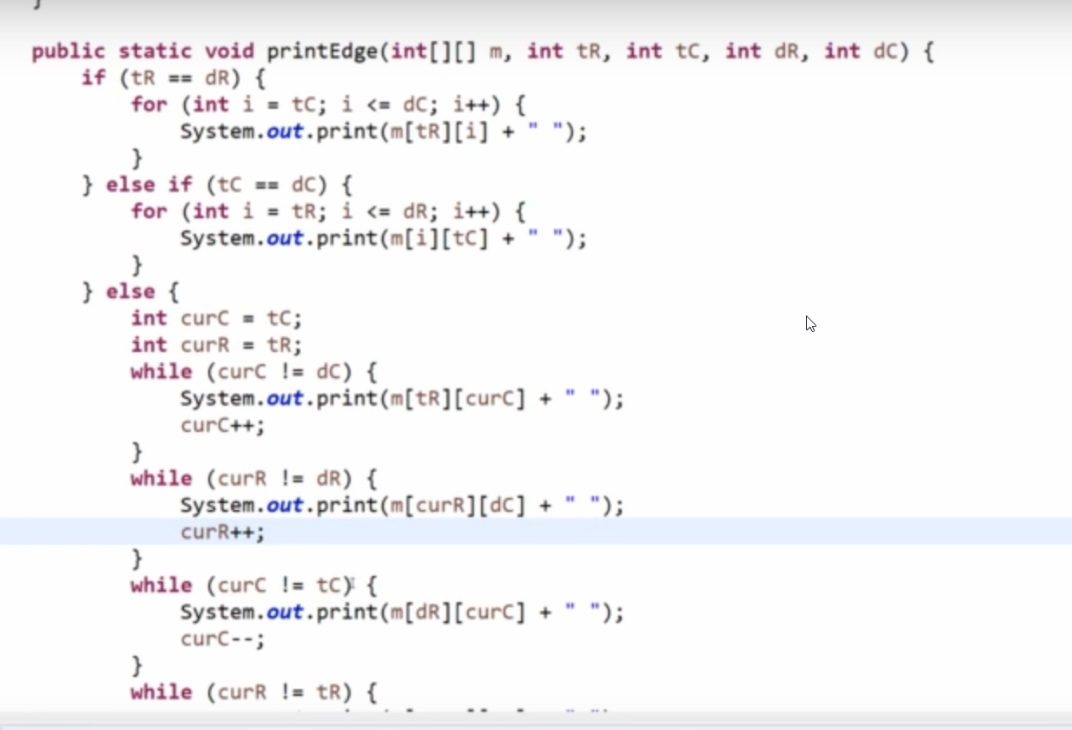 public static void printEdge(int[][] m, int tR, int tC, int dR, int dC) {
    if (tR == dR) {
        for (int i = tC; i <= dC; i++) {
            System.out.print(m[tR][i] + " ");
        }
    } else if (tC == dC) {
        for (int i = tR; i <= dR; i++) {
            System.out.print(m[i][tC] + " ");
        }
    } else {
        int curC = tC;
        int curR = tR;
        while (curC != dC) {
            System.out.print(m[tR][curC] + " ");
            curC++;
        }
        while (curR != dR) {
            System.out.print(m[curR][dC] + " ");
            curR++;
        }
        while (curC != tC) {
            System.out.print(m[dR][curC] + " ");
            curC--;
        }
        while (curR != tR) {